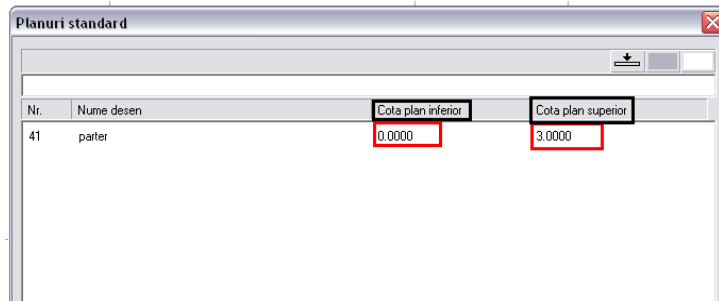 Planuri standard
Nr. Nume desen Cota plan inferior Cota plan superior
41 parter 0.0000 3.0000